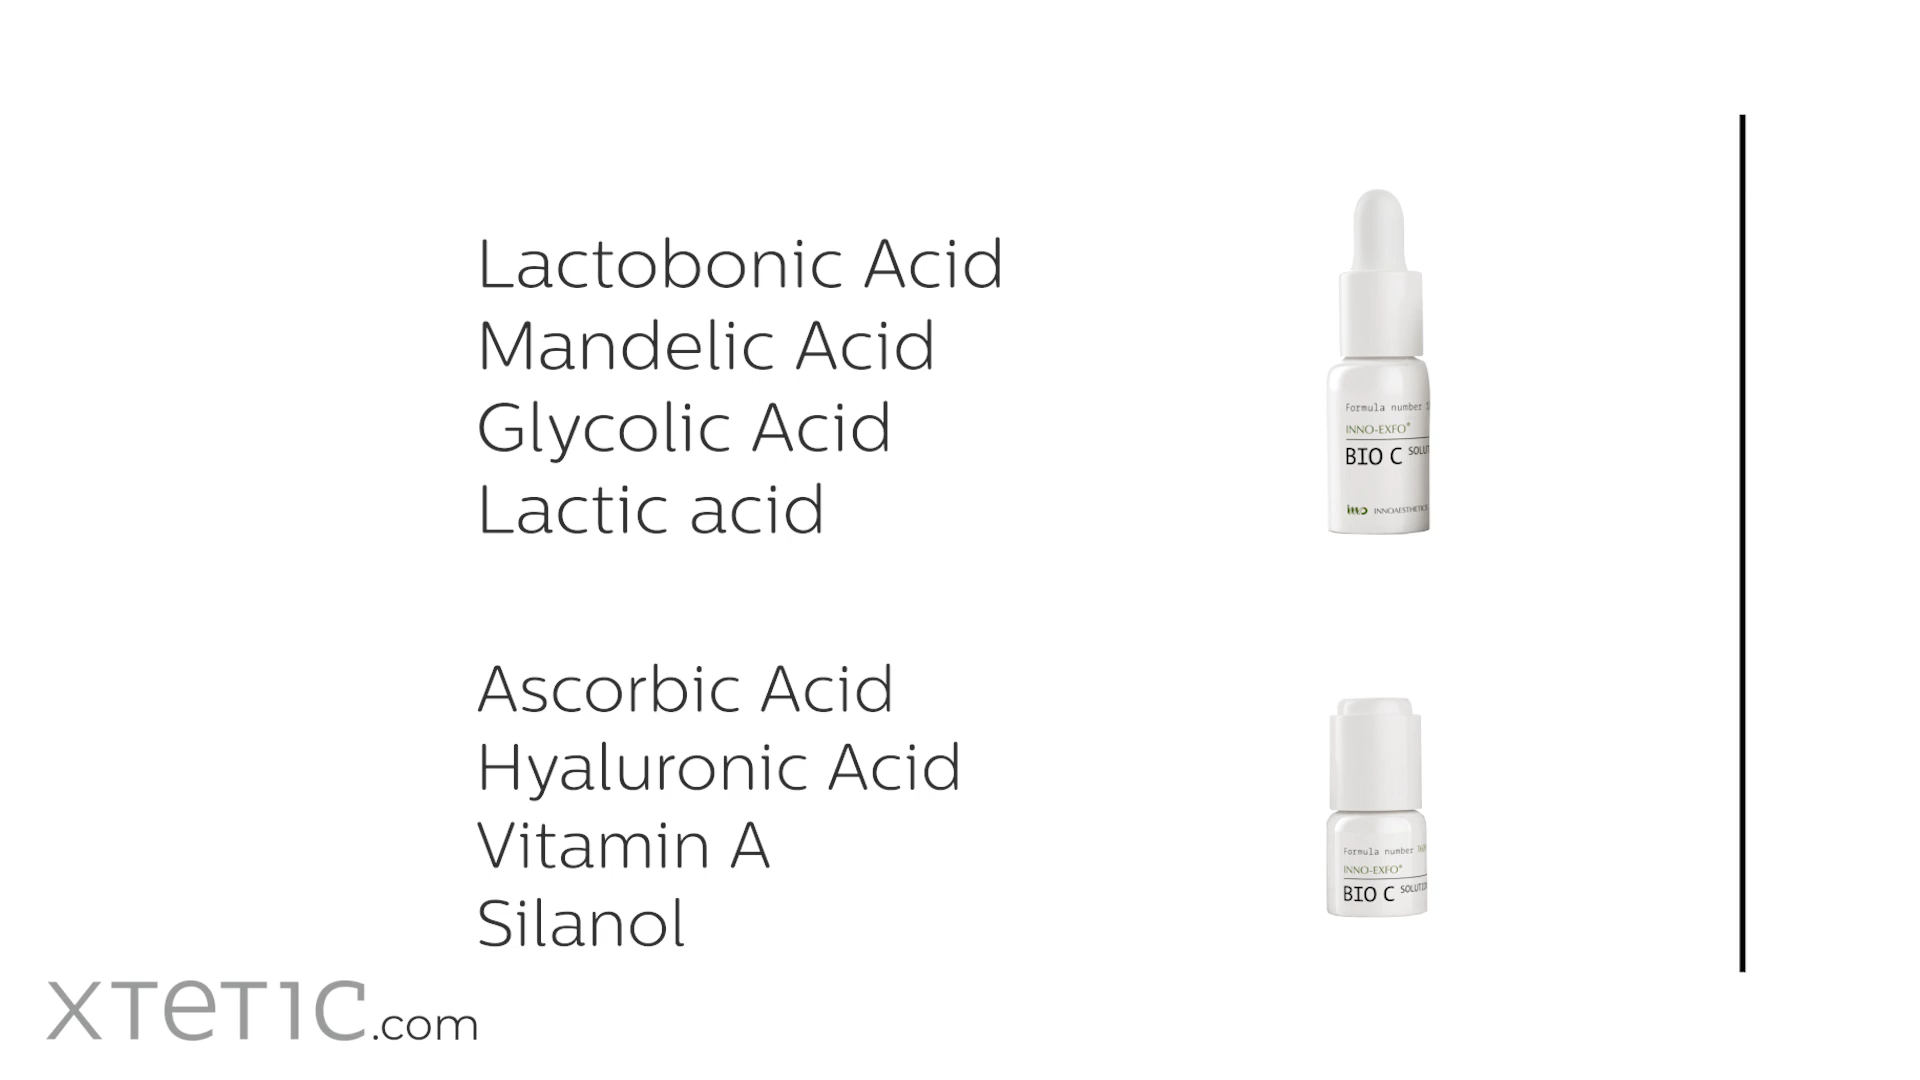 Lactobonic Acid
Mandelic Acid
Glycolic Acid
Lactic acid
Formula number
INNO-EXFO®
BIO C
inno INNOAESTHETICS
Ascorbic Acid
Hyaluronic Acid
Vitamin A
Silanol
Formula number
INNO-EXFO®
BIO C
XTETIC.com